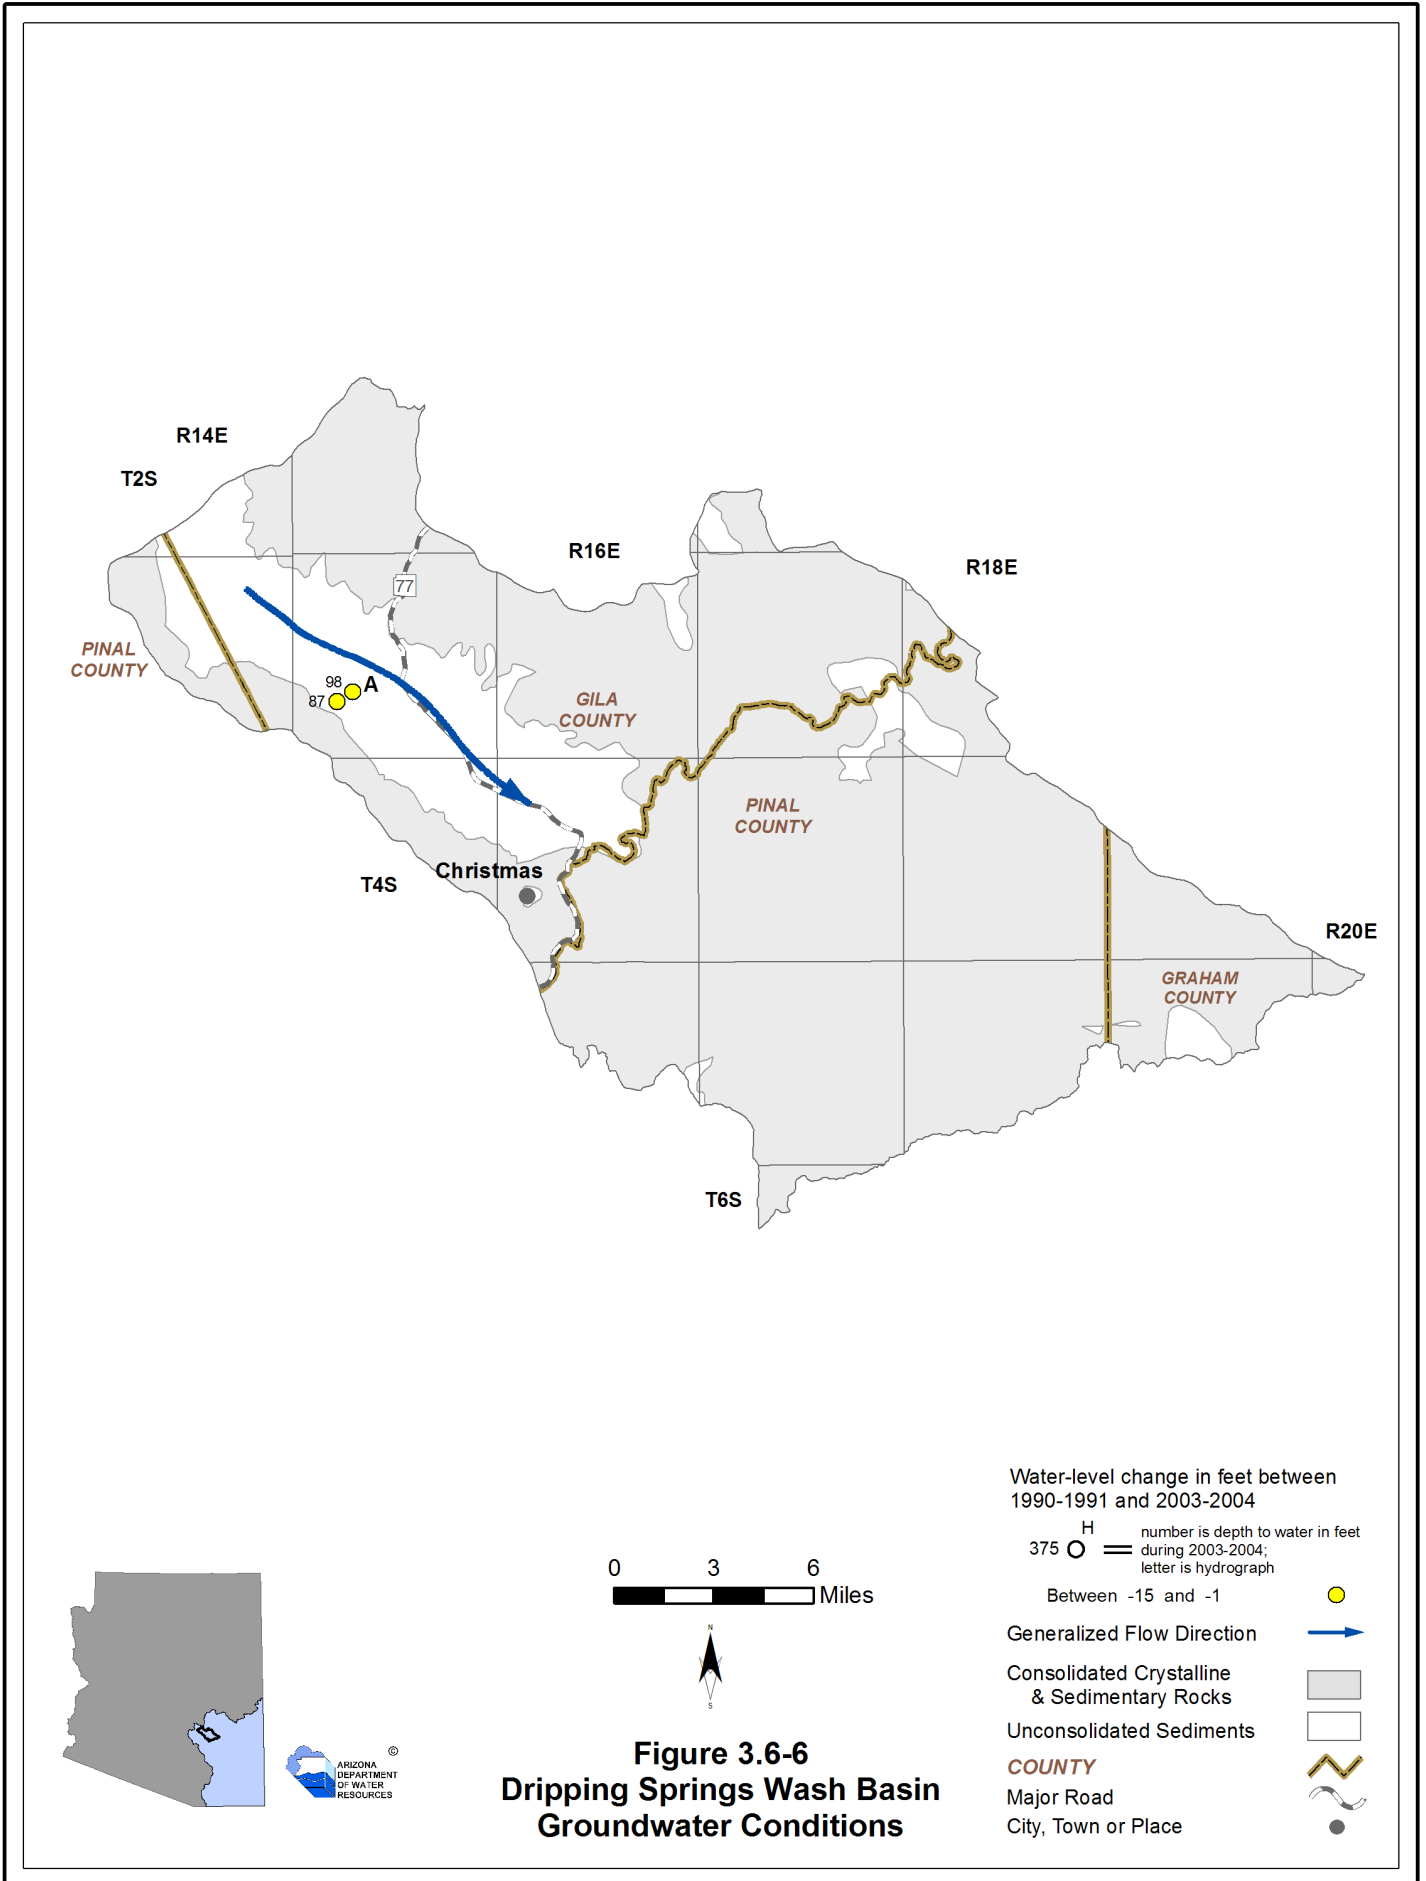 R14E
T2S
R16E
R18E
77
PINAL
COUNTY
98
A
87
GILA
COUNTY
PINAL
COUNTY
Christmas
T4S
R20E
GRAHAM
COUNTY
T6S
Water-level change in feet between
1990-1991 and 2003-2004
H
375
number is depth to water in feet
during 2003-2004;
letter is hydrograph
Between -15 and -1
Generalized Flow Direction
Consolidated Crystalline
& Sedimentary Rocks
Unconsolidated Sediments
COUNTY
Major Road
City, Town or Place
0 3 6
Miles
N
S
©
ARIZONA
DEPARTMENT
OF WATER
RESOURCES
Figure 3.6-6
Dripping Springs Wash Basin
Groundwater Conditions